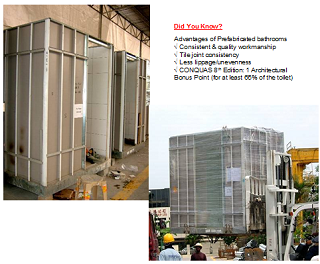 Did You Know?
Advantages of Prefabricated bathrooms
√ Consistent & quality workmanship
√ Tile joint consistency
√ Less lippage/unevenness
√ CONQUAS 8th Edition: 1 Architectural
Bonus Point (for at least 66% of the toilet)